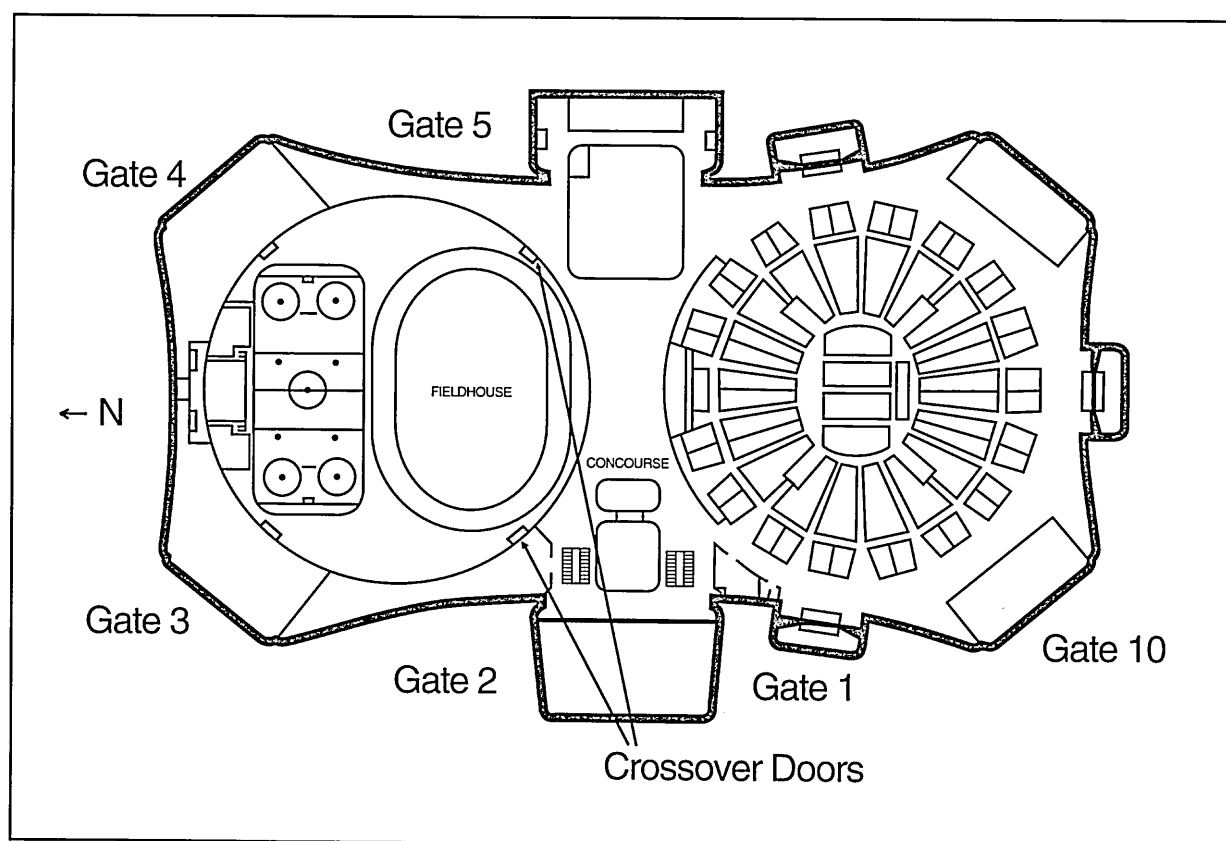 Gate 5
Gate 4
← N
FIELDHOUSE
CONCOURSE
Gate 3
Gate 2
Gate 1
Gate 10
Crossover Doors